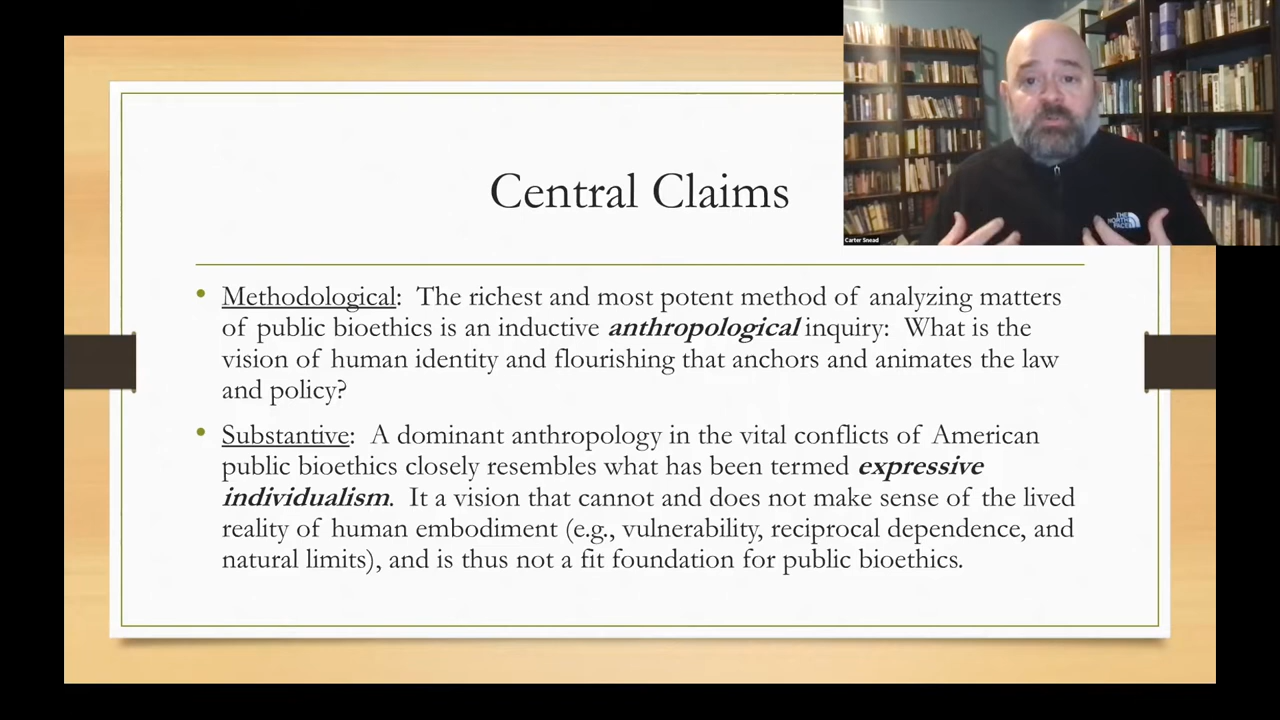 Central Claims
• Methodological: The richest and most potent method of analyzing matters
of public bioethics is an inductive anthropological inquiry: What is the
vision of human identity and flourishing that anchors and animates the law
and policy?
• Substantive: A dominant anthropology in the vital conflicts of American
public bioethics closely resembles what has been termed expressive
individualism. It a vision that cannot and does not make sense of the lived
reality of human embodiment (e.g., vulnerability, reciprocal dependence, and
natural limits), and is thus not a fit foundation for public bioethics.
THE
NORTH
FACE
Carter Snead